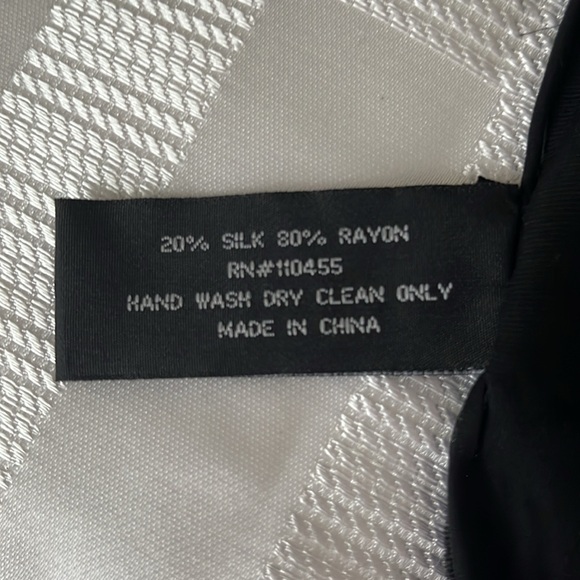 20% SILK 80% RAYON
RN#110455
HAND WASH DRY CLEAN ONLY
MADE IN CHINA